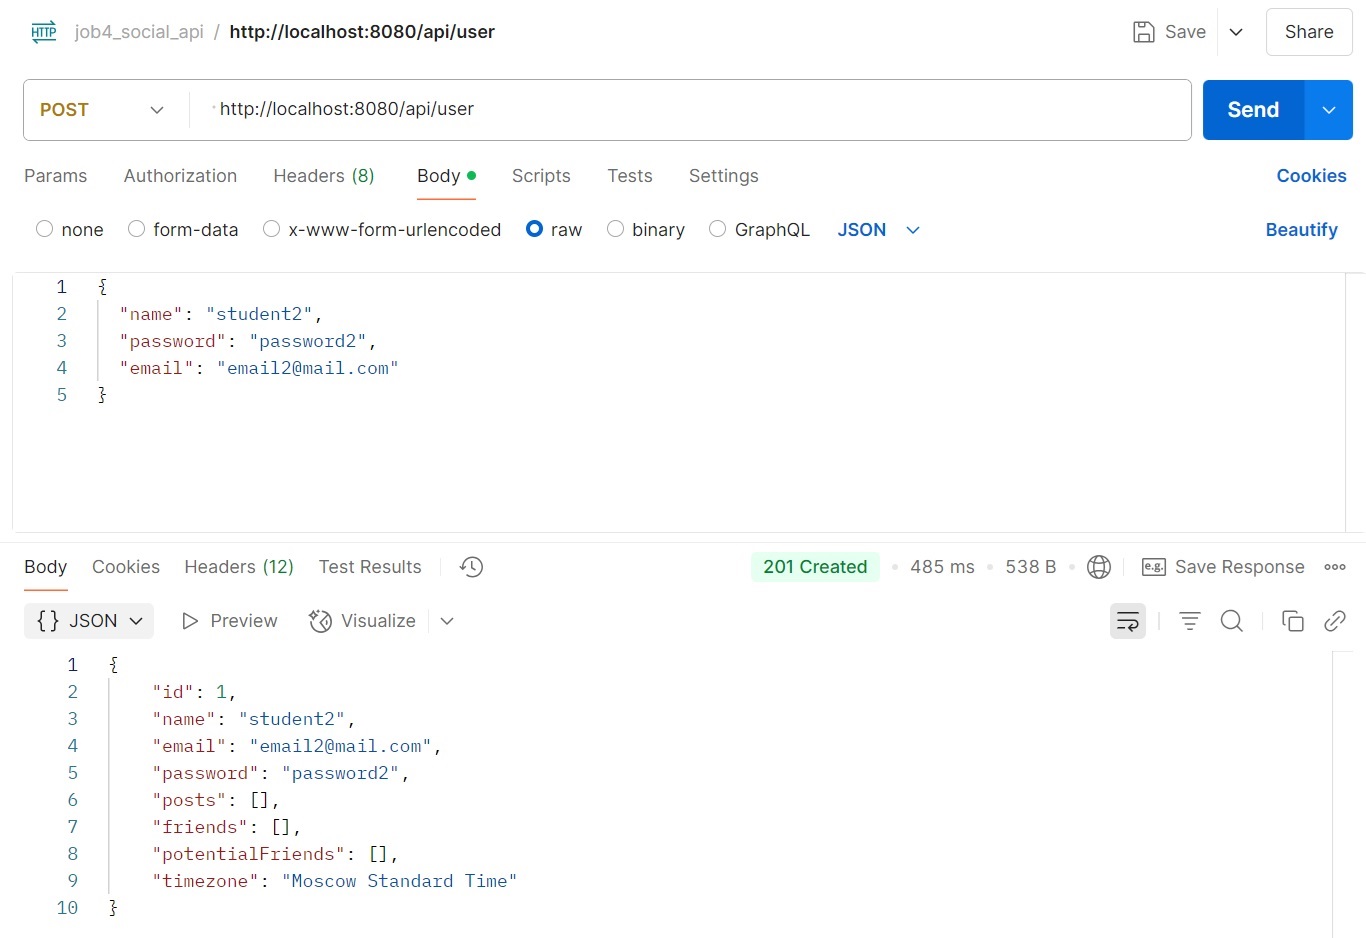 HTTP job4_social_api / http://localhost:8080/api/user Save Share
POST http://localhost:8080/api/user Send
Params Authorization Headers (8) Body Scripts Tests Settings Cookies
none form-data x-www-form-urlencoded raw binary GraphQL JSON Beautify
1 {
2 "name": "student2",
3 "password": "password2",
4 "email": "email2@mail.com"
5 }
Body Cookies Headers (12) Test Results 201 Created 485 ms 538 B e.g. Save Response
{} JSON Preview Visualize
1 {
2 "id": 1,
3 "name": "student2",
4 "email": "email2@mail.com",
5 "password": "password2",
6 "posts": [],
7 "friends": [],
8 "potentialFriends": [],
9 "timezone": "Moscow Standard Time"
10 }